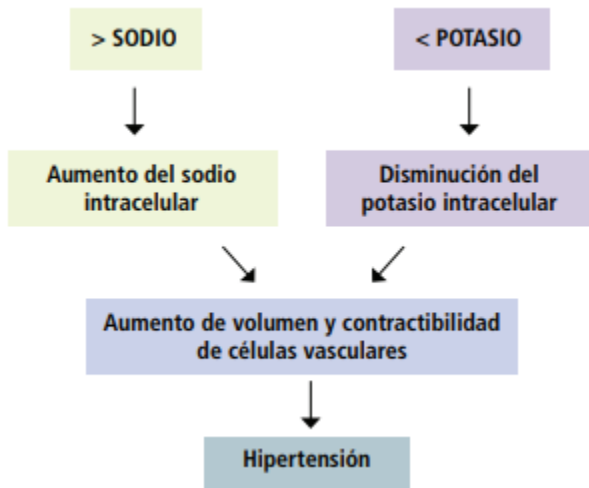 > SODIO
< POTASIO
Aumento del sodio
intracelular
Disminución del
potasio intracelular
Aumento de volumen y contractibilidad
de células vasculares
Hipertensión